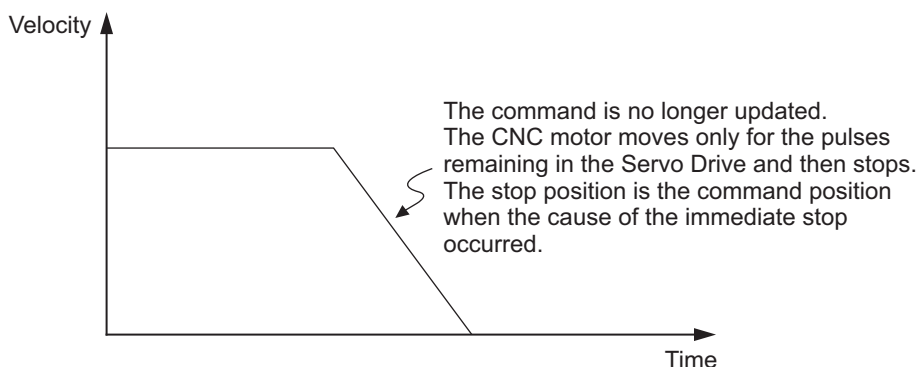 Velocity
The command is no longer updated.
The CNC motor moves only for the pulses
remaining in the Servo Drive and then stops.
The stop position is the command position
when the cause of the immediate stop
occurred.
Time